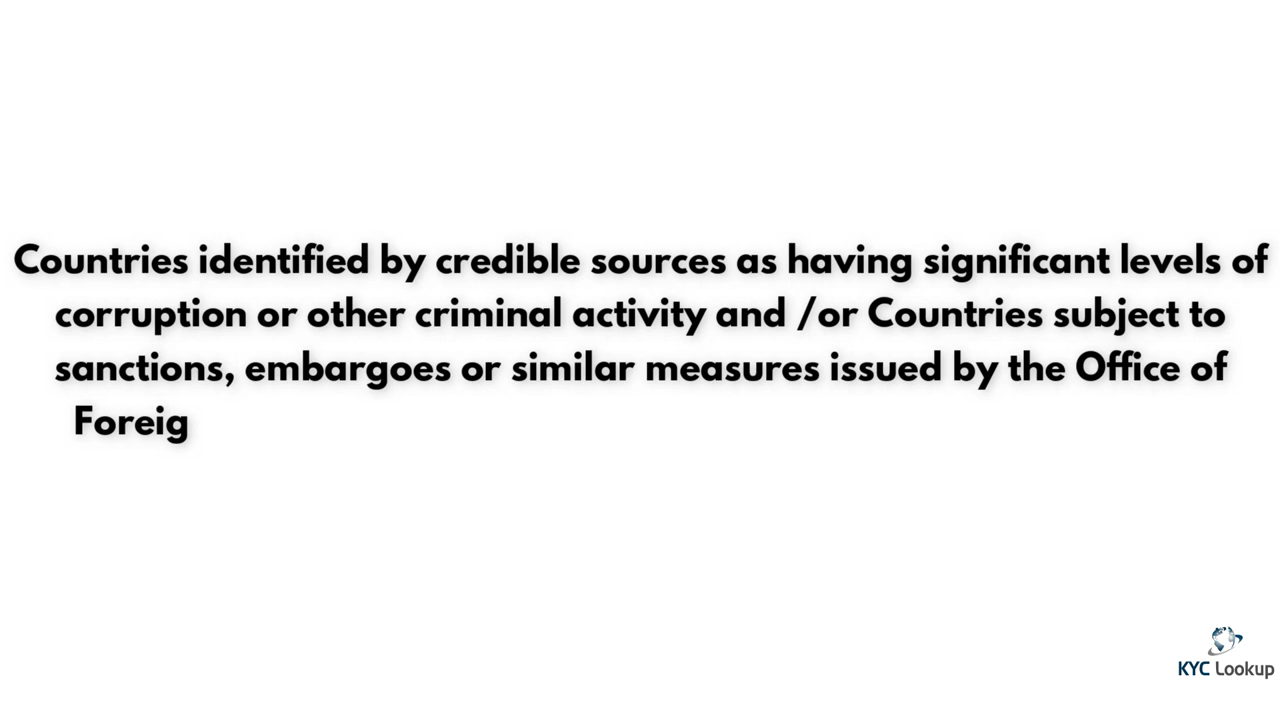 Countries identified by credible sources as having significant levels of
corruption or other criminal activity and /or Countries subject to
sanctions, embargoes or similar measures issued by the Office of
Foreig
KYC Lookup